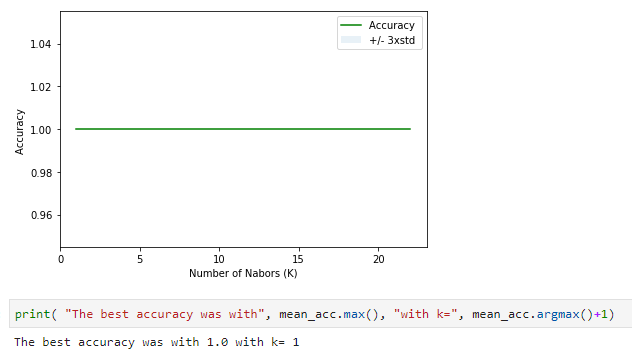 Accuracy
+/- 3xstd
1.04
1.02
1.00
0.98
0.96
Accuracy
0 5 10 15 20
Number of Nabors (K)
print( "The best accuracy was with", mean_acc.max(), "with k=", mean_acc.argmax()+1)
The best accuracy was with 1.0 with k= 1